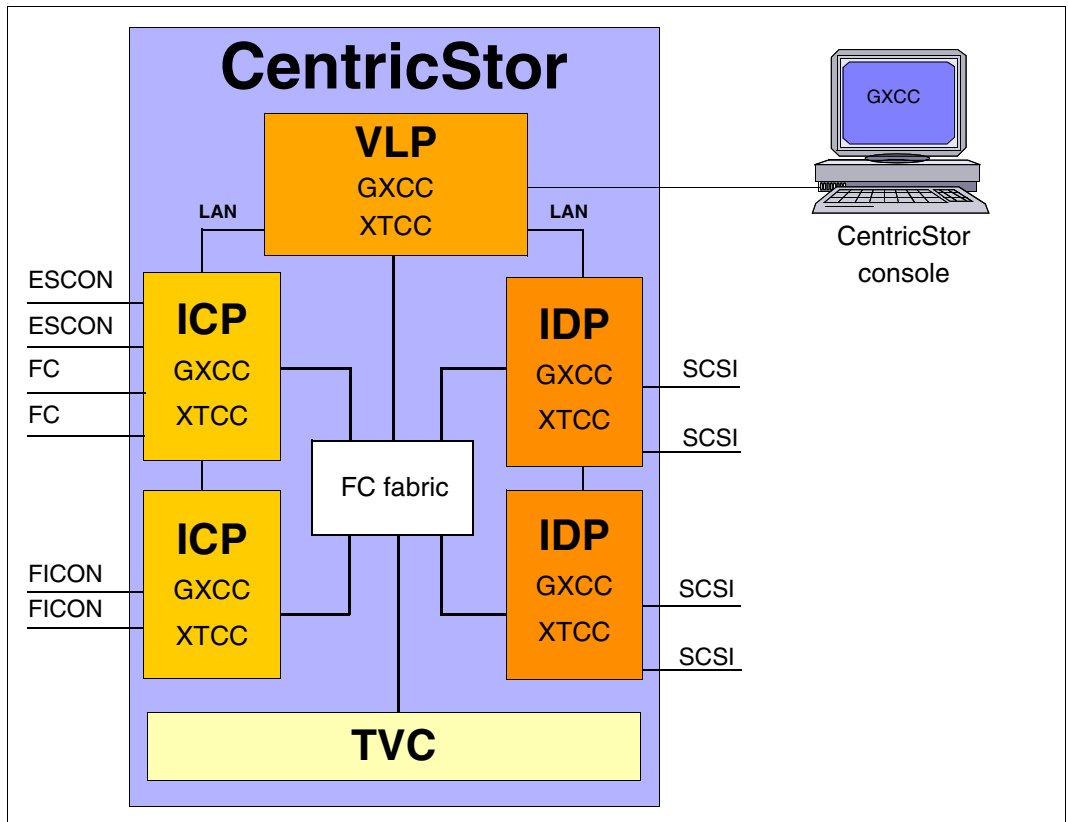 CentricStor
VLP
GXCC
XTCC
LAN
LAN
GXCC
CentricStor
console
ESCON
ESCON
FC
FC
ICP
GXCC
XTCC
IDP
GXCC
XTCC
SCSI
SCSI
FC fabric
FICON
FICON
ICP
GXCC
XTCC
IDP
GXCC
XTCC
SCSI
SCSI
TVC